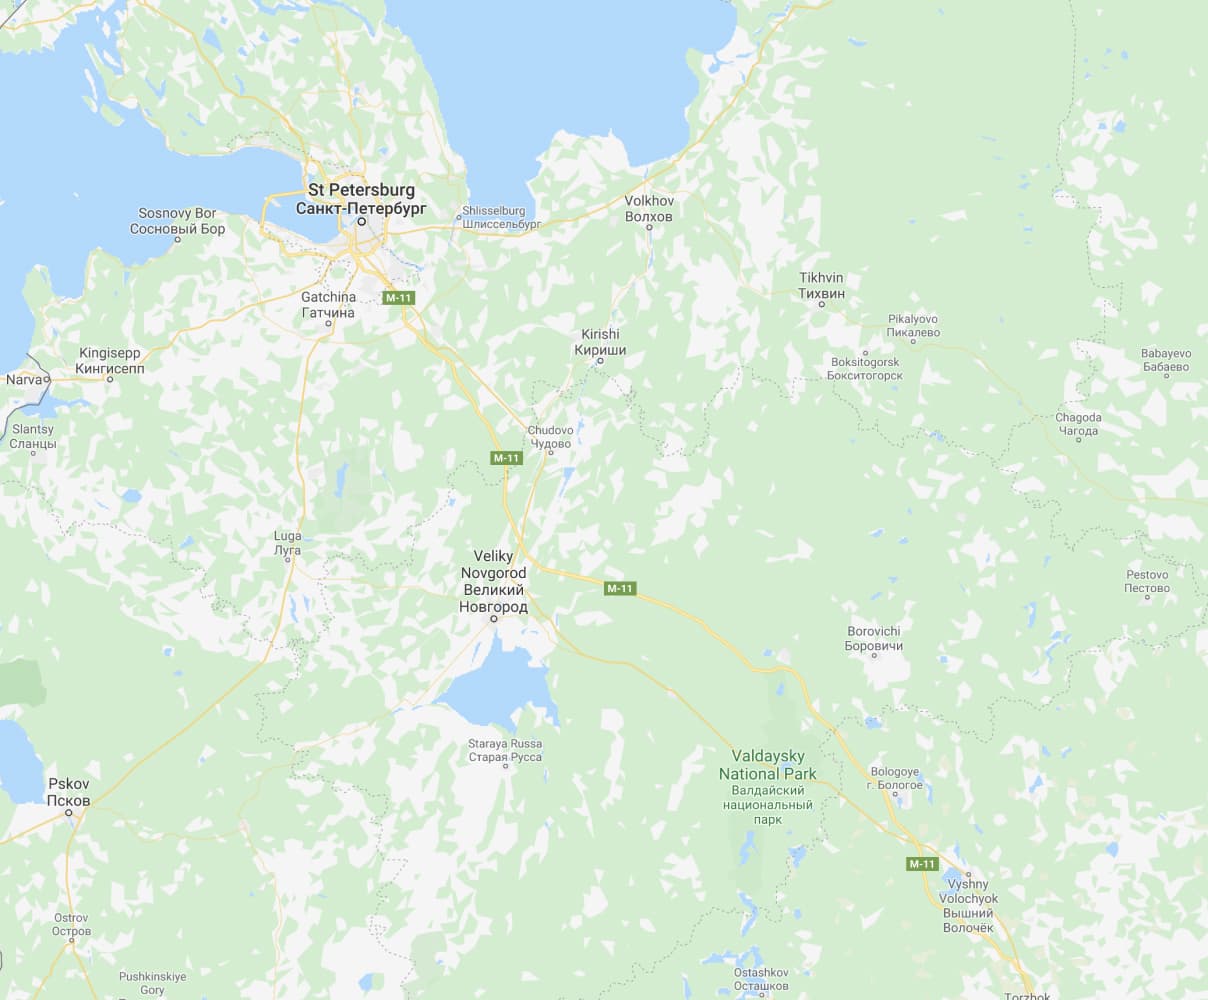 St Petersburg
Санкт-Петербург
Volkhov
Волхов
Shlisselburg
Шлиссельбург
Sosnovy Bor
Сосновый Бор
Tikhvin
Тихвин
Gatchina
Гатчина
M-11
Pikalyovo
Пикалево
Kirishi
Кириши
Kingisepp
Кингисепп
Narva
Boksitogorsk
Бокситогорск
Babayevo
Бабаево
Slantsy
Сланцы
Chudovo
Чудово
Chagoda
Чагода
M-11
Luga
Луга
Veliky
Novgorod
Великий
Новгород
M-11
Pestovo
Пестово
Borovichi
Боровичи
Staraya Russa
Старая Русса
Valdaysky
National Park
Валдайский
национальный
парк
Bologoye
г. Бологое
Pskov
Псков
M-11
Vyshny
Volochyok
Вышний
Волочёк
Ostrov
Остров
Pushkinskiye
Gory
Ostashkov
Осташков
Torzhok